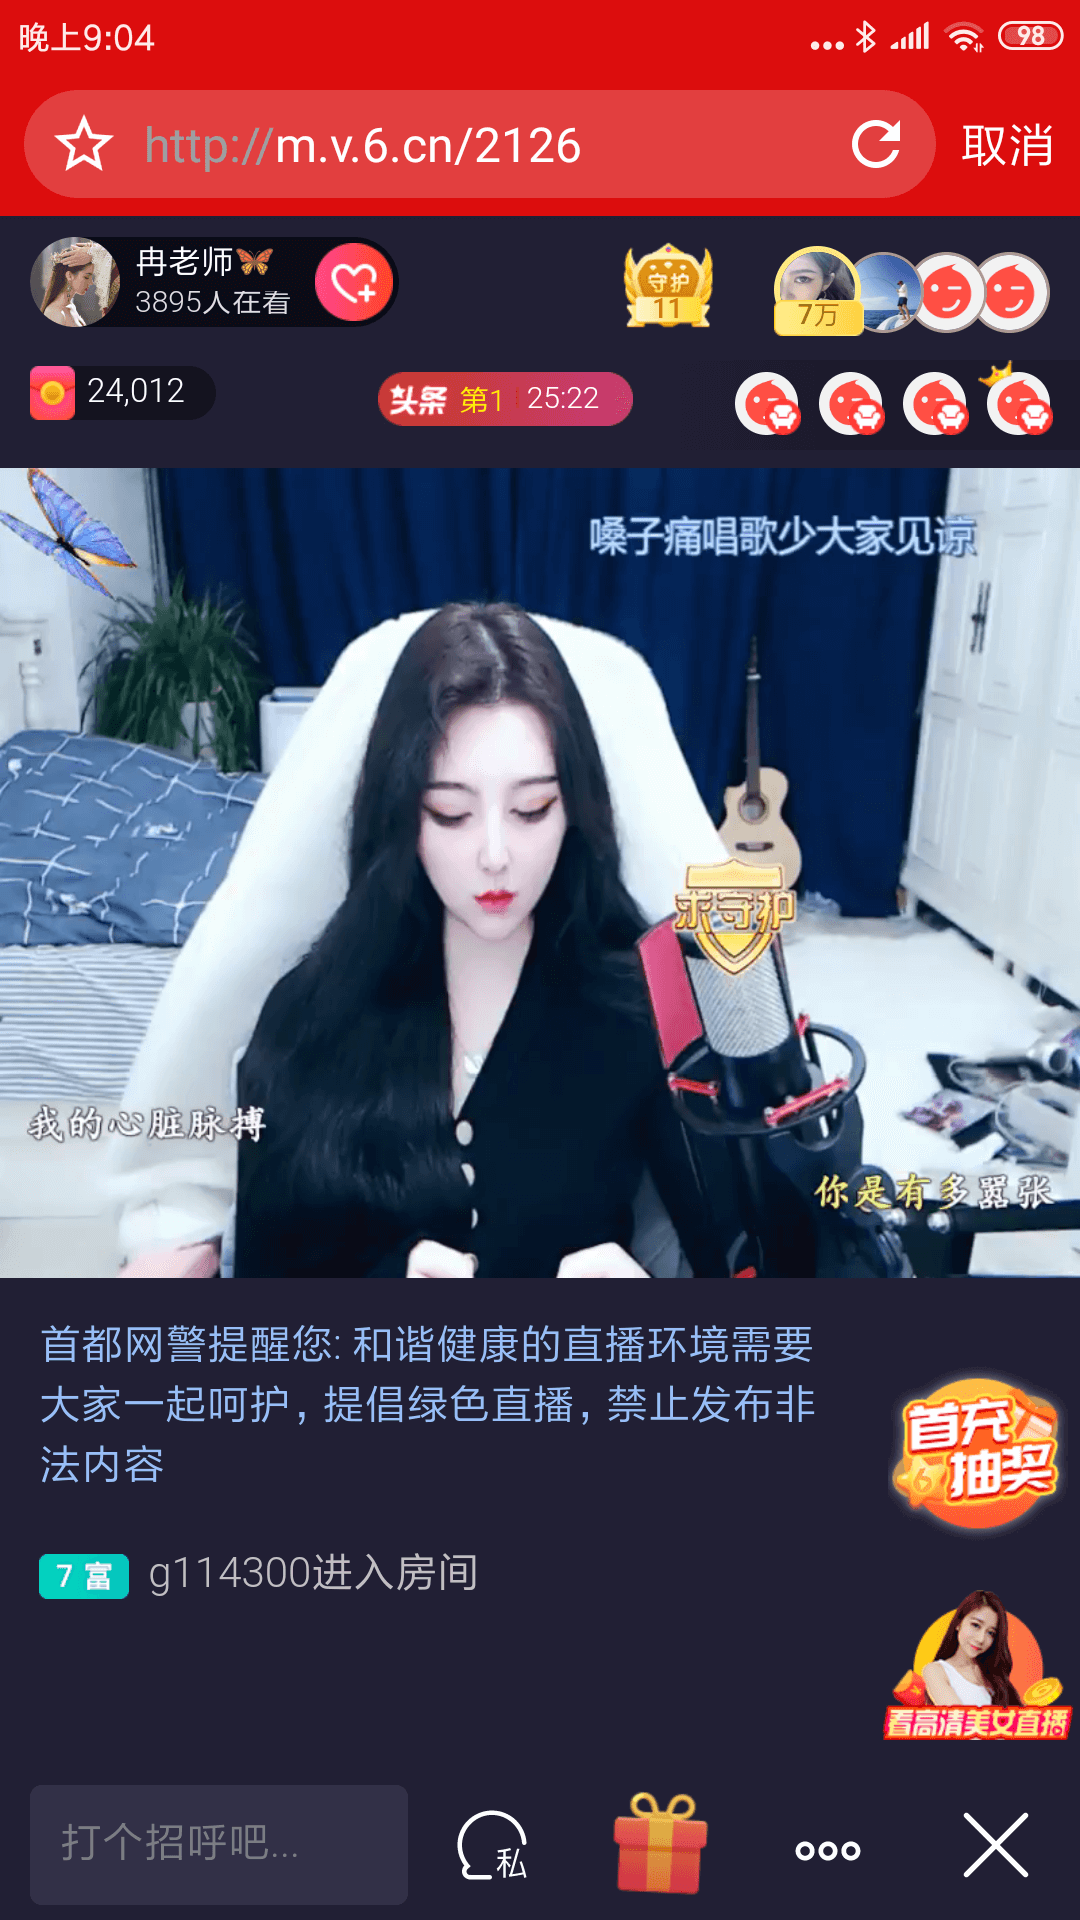 晚上9:04
98
http://m.v.6.cn/2126
取消
冉老师🦋
3895人在看
守护
11
7万
24,012
头条 第1 25:22
嗓子痛唱歌少大家见谅
求守护
我的心脏脉搏
你是有多嚣张
首都网警提醒您: 和谐健康的直播环境需要
大家一起呵护, 提倡绿色直播, 禁止发布非
法内容
首充
抽奖
7 富 g114300进入房间
看高清美女直播
打个招呼吧...
私